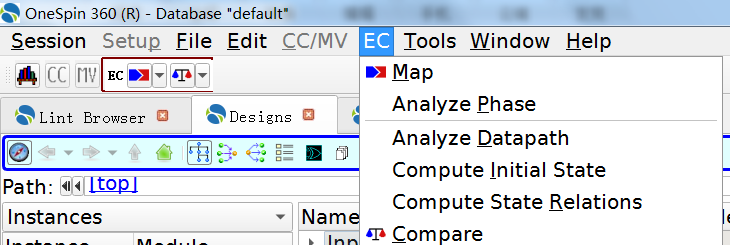 OneSpin 360 (R) - Database "default"
Session Setup File Edit CC/MV EC Tools Window Help
CC MV EC
Map
Analyze Phase
Lint Browser Designs
Analyze Datapath
Compute Initial State
Path: [top]
Compute State Relations
Instances Name
Compare
Instance Module